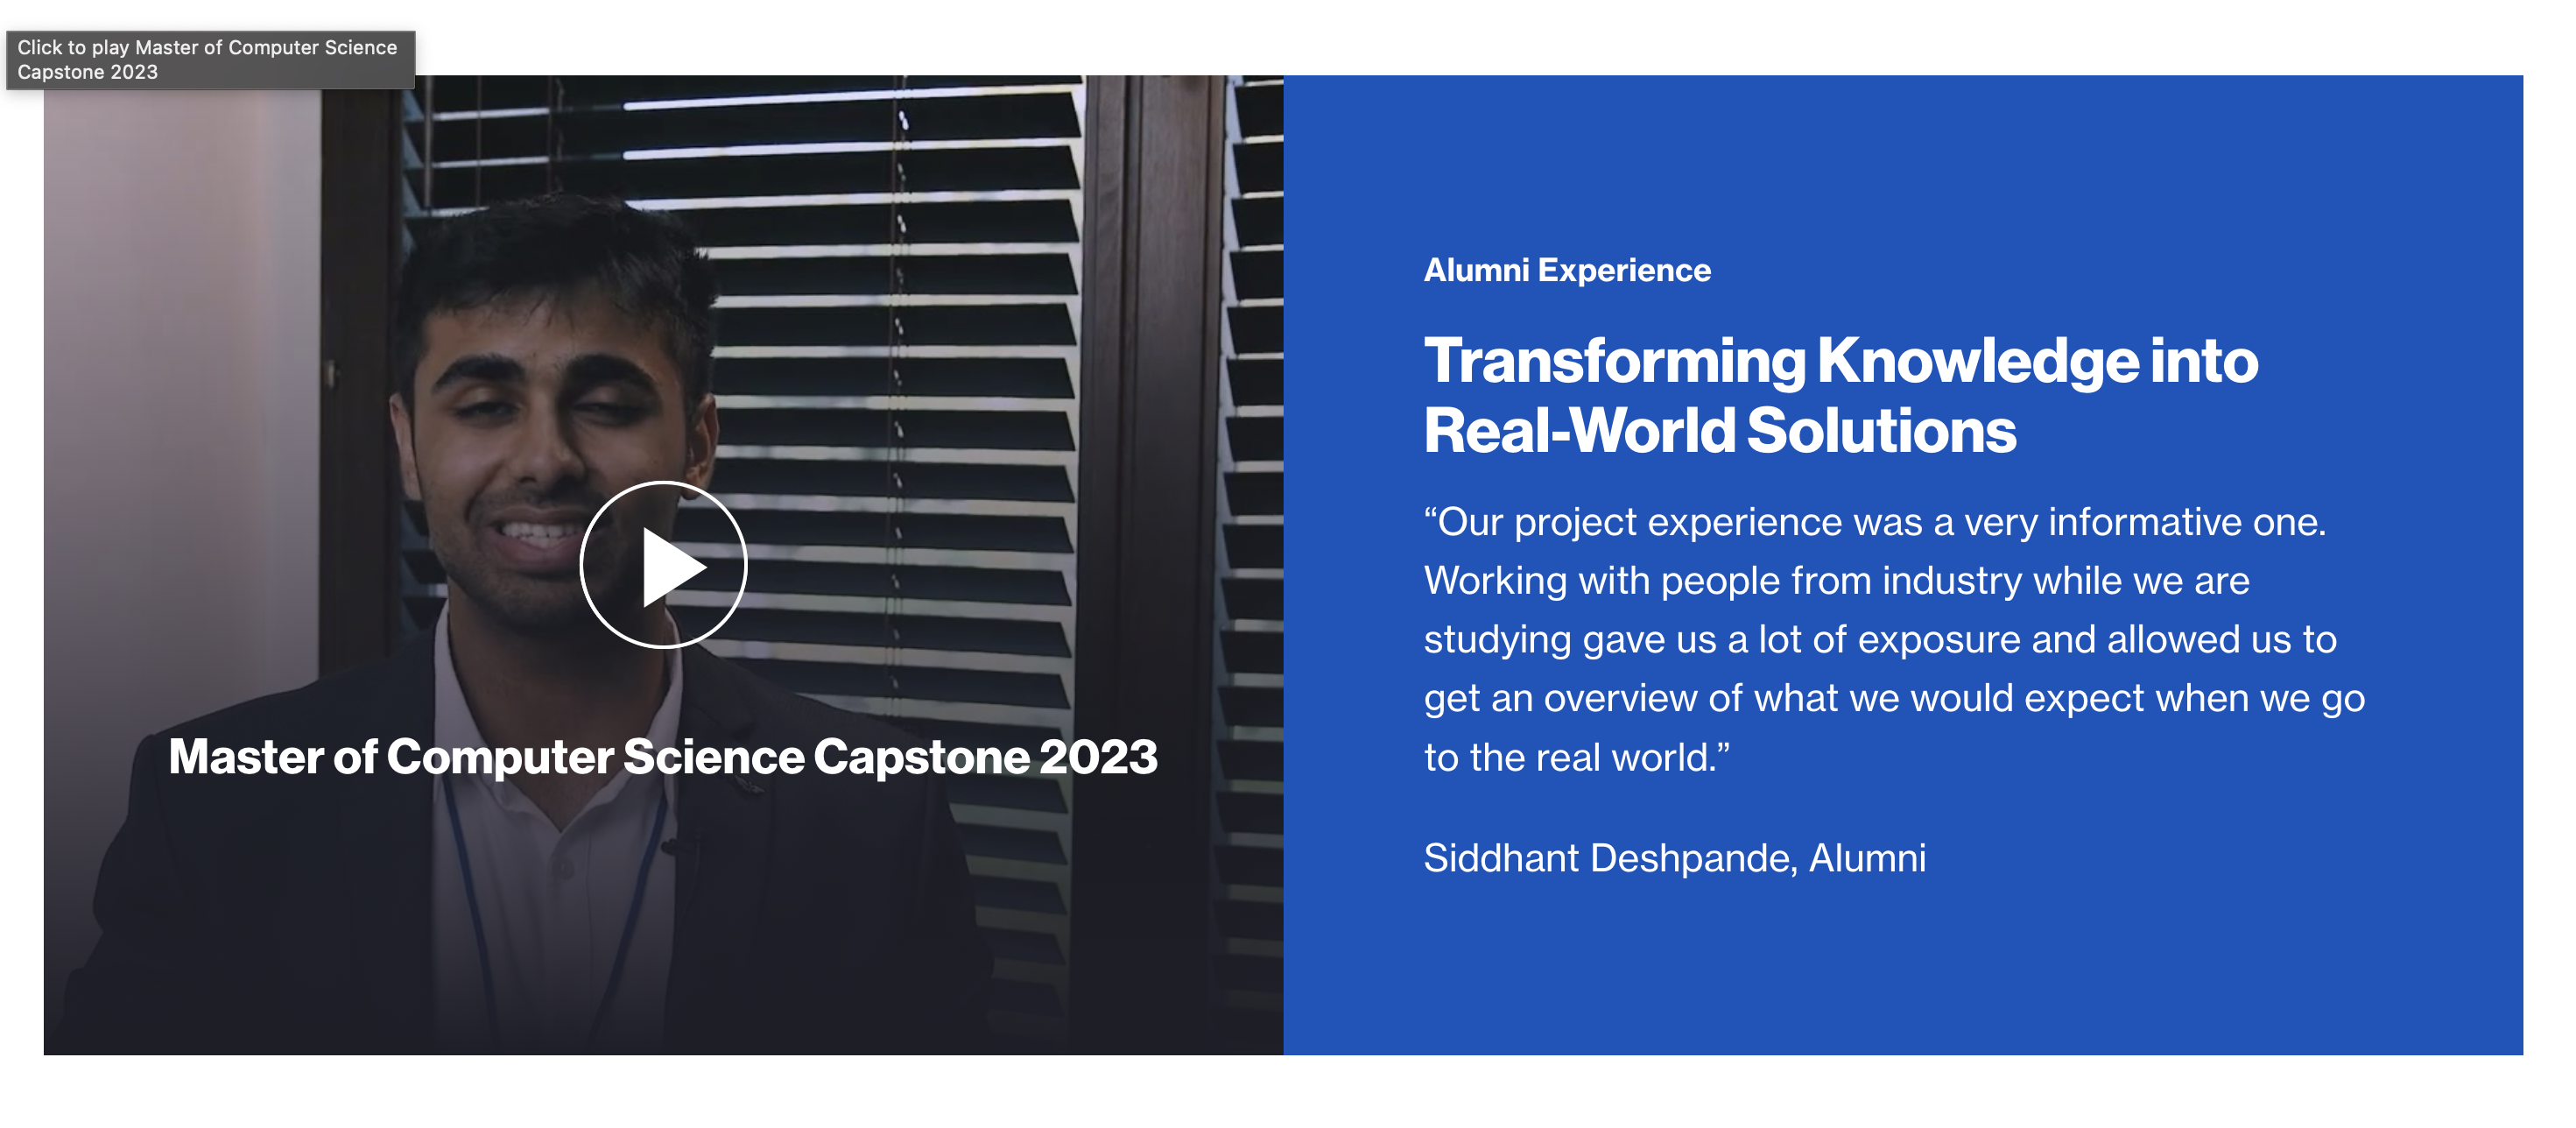 Click to play Master of Computer Science
Capstone 2023
Alumni Experience
Transforming Knowledge into
Real-World Solutions
“Our project experience was a very informative one.
Working with people from industry while we are
studying gave us a lot of exposure and allowed us to
get an overview of what we would expect when we go
to the real world.”
Siddhant Deshpande, Alumni
Master of Computer Science Capstone 2023